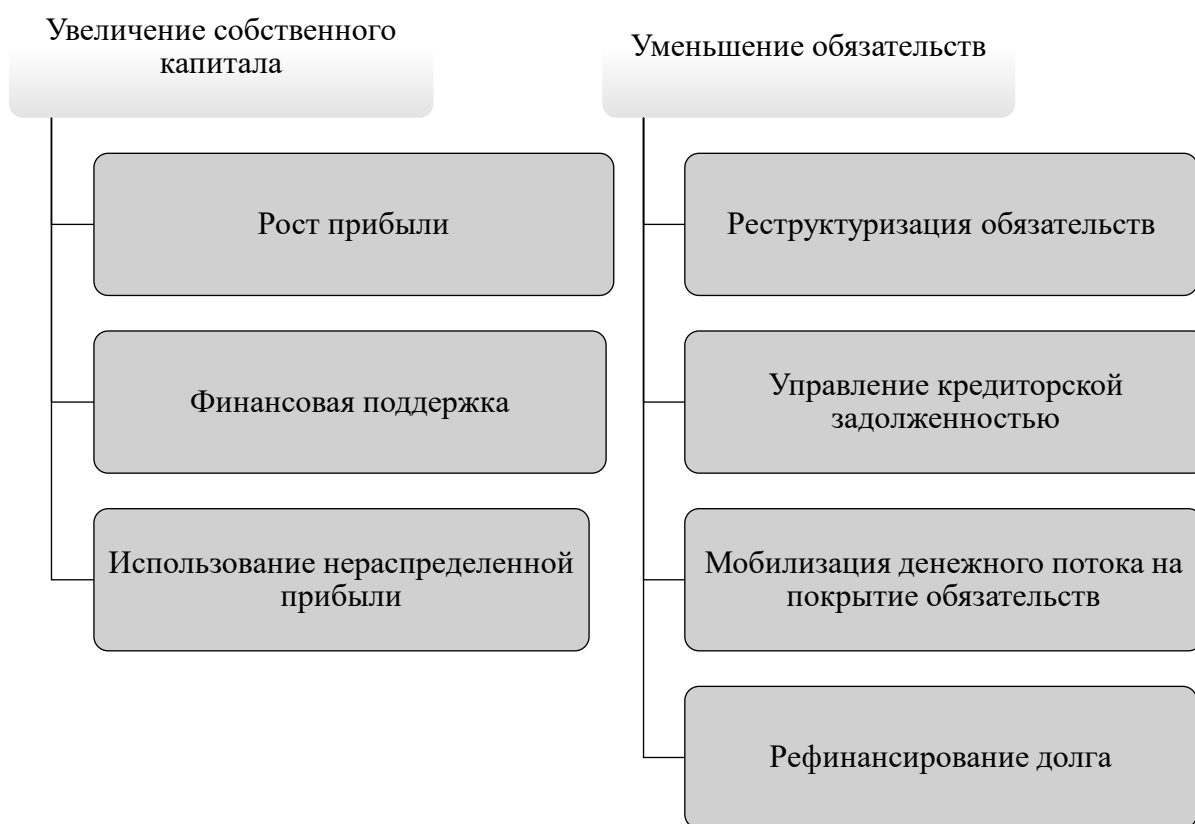 Увеличение собственного
капитала
Рост прибыли
Финансовая поддержка
Использование нераспределенной
прибыли
Уменьшение обязательств
Реструктуризация обязательств
Управление кредиторской
задолженностью
Мобилизация денежного потока на
покрытие обязательств
Рефинансирование долга